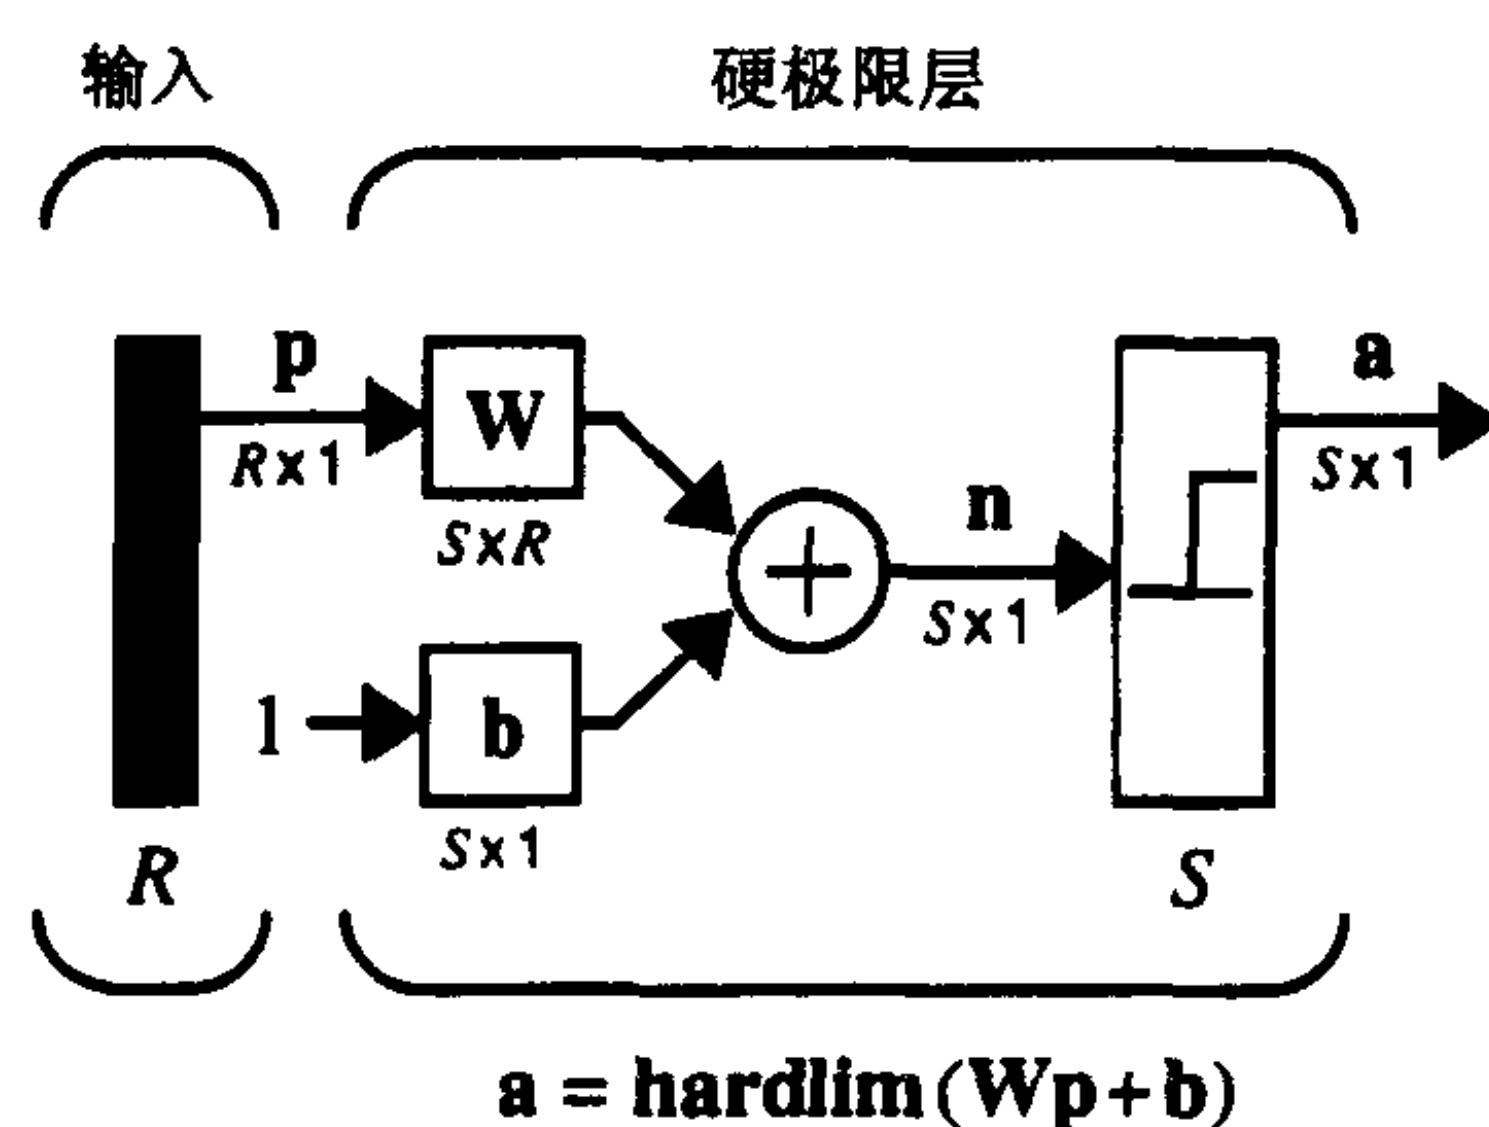 输入 硬极限层
p a
R×1 W S×1
S×R n
S×1
1 b
S×1
R S
a = hardlim(Wp+b)